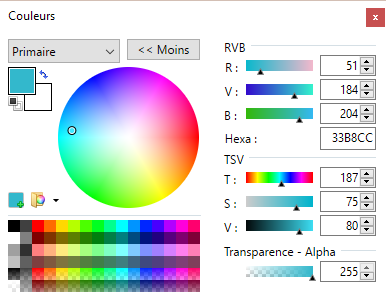 Couleurs
x
Primaire
<< Moins
RVB
R : 51
V : 184
B : 204
Hexa : 33B8CC
TSV
T : 187
S : 75
V : 80
Transparence - Alpha
255